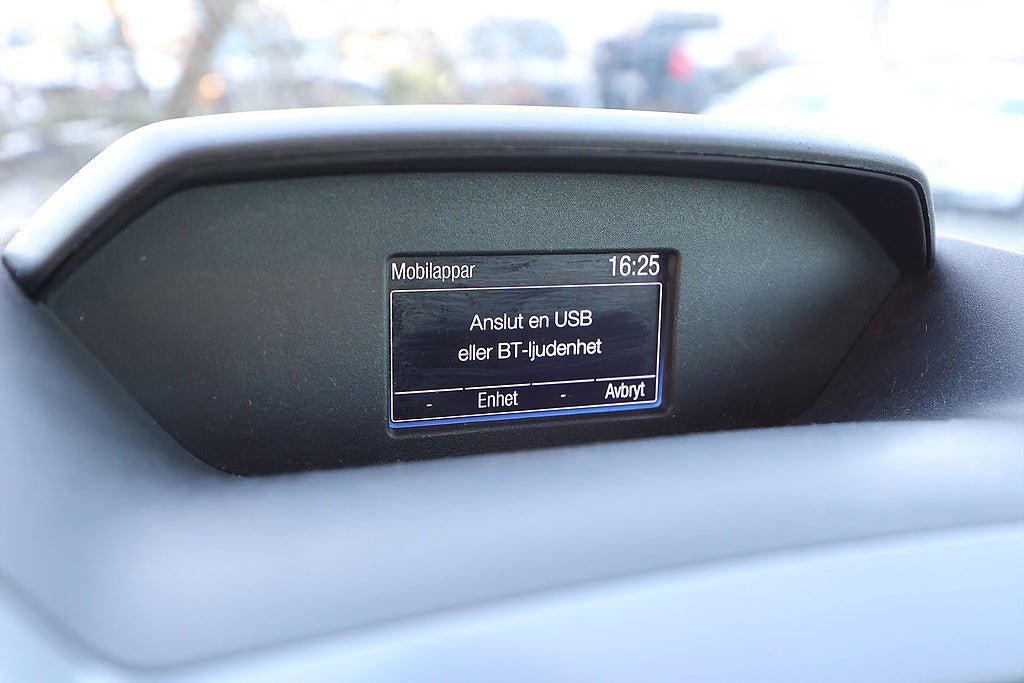 Mobilappar 16:25
Anslut en USB
eller BT-ljudenhet
- Enhet - Avbryt